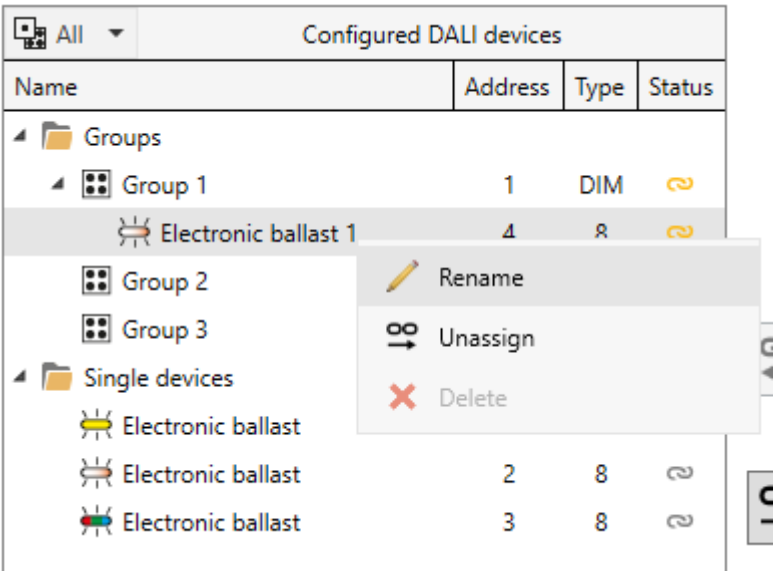 All Configured DALI devices
Name Address Type Status
Groups
Group 1 1 DIM
Electronic ballast 1 4 8
Group 2
Rename
Group 3
Unassign
Single devices
Delete
Electronic ballast
Electronic ballast 2 8
Electronic ballast 3 8